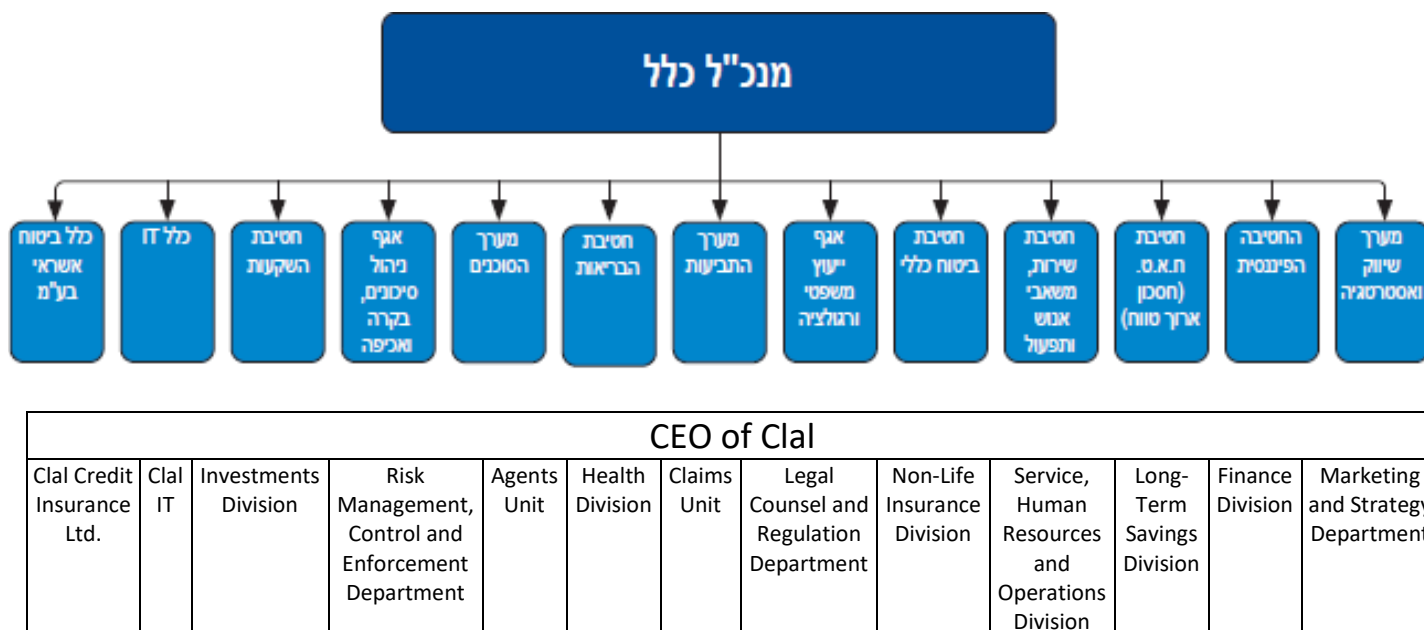 מנכ"ל כלל
כלל ביטוח
אשראי
בע"מ
כלל IT
חטיבת
השקעות
אגף
ניהול
סיכונים,
בקרה
ואכיפה
מערך
הסוכנים
חטיבת
הבריאות
מערך
התביעות
אגף
ייעוץ
משפטי
ורגולציה
חטיבת
ביטוח כללי
חטיבת
שירות,
משאבי
אנוש
ותפעול
חטיבת
ח.א.ט.
(חסכון
ארוך טווח)
החטיבה
הפיננסית
מערך
שיווק
ואסטרטגיה
CEO of Clal
Clal Credit
Insurance
Ltd.
Clal
IT
Investments
Division
Risk
Management,
Control and
Enforcement
Department
Agents
Unit
Health
Division
Claims
Unit
Legal
Counsel and
Regulation
Department
Non-Life
Insurance
Division
Service,
Human
Resources
and
Operations
Division
Long-
Term
Savings
Division
Finance
Division
Marketing
and Strategy
Department